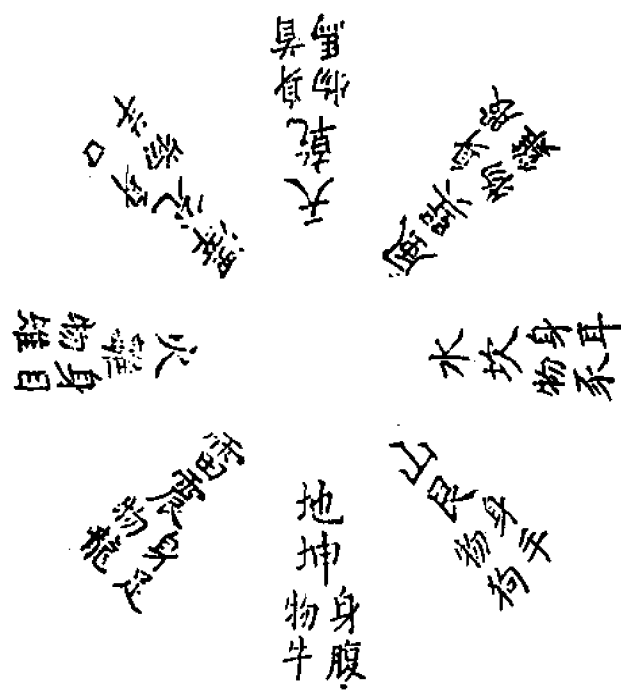 天乾
身首
物馬
風巽
身股
物雞
水坎
身耳
物豕
山艮
身手
物狗
地坤
身腹
物牛
雷震
身足
物龍
火離
身目
物雉
澤兌
身口
物羊